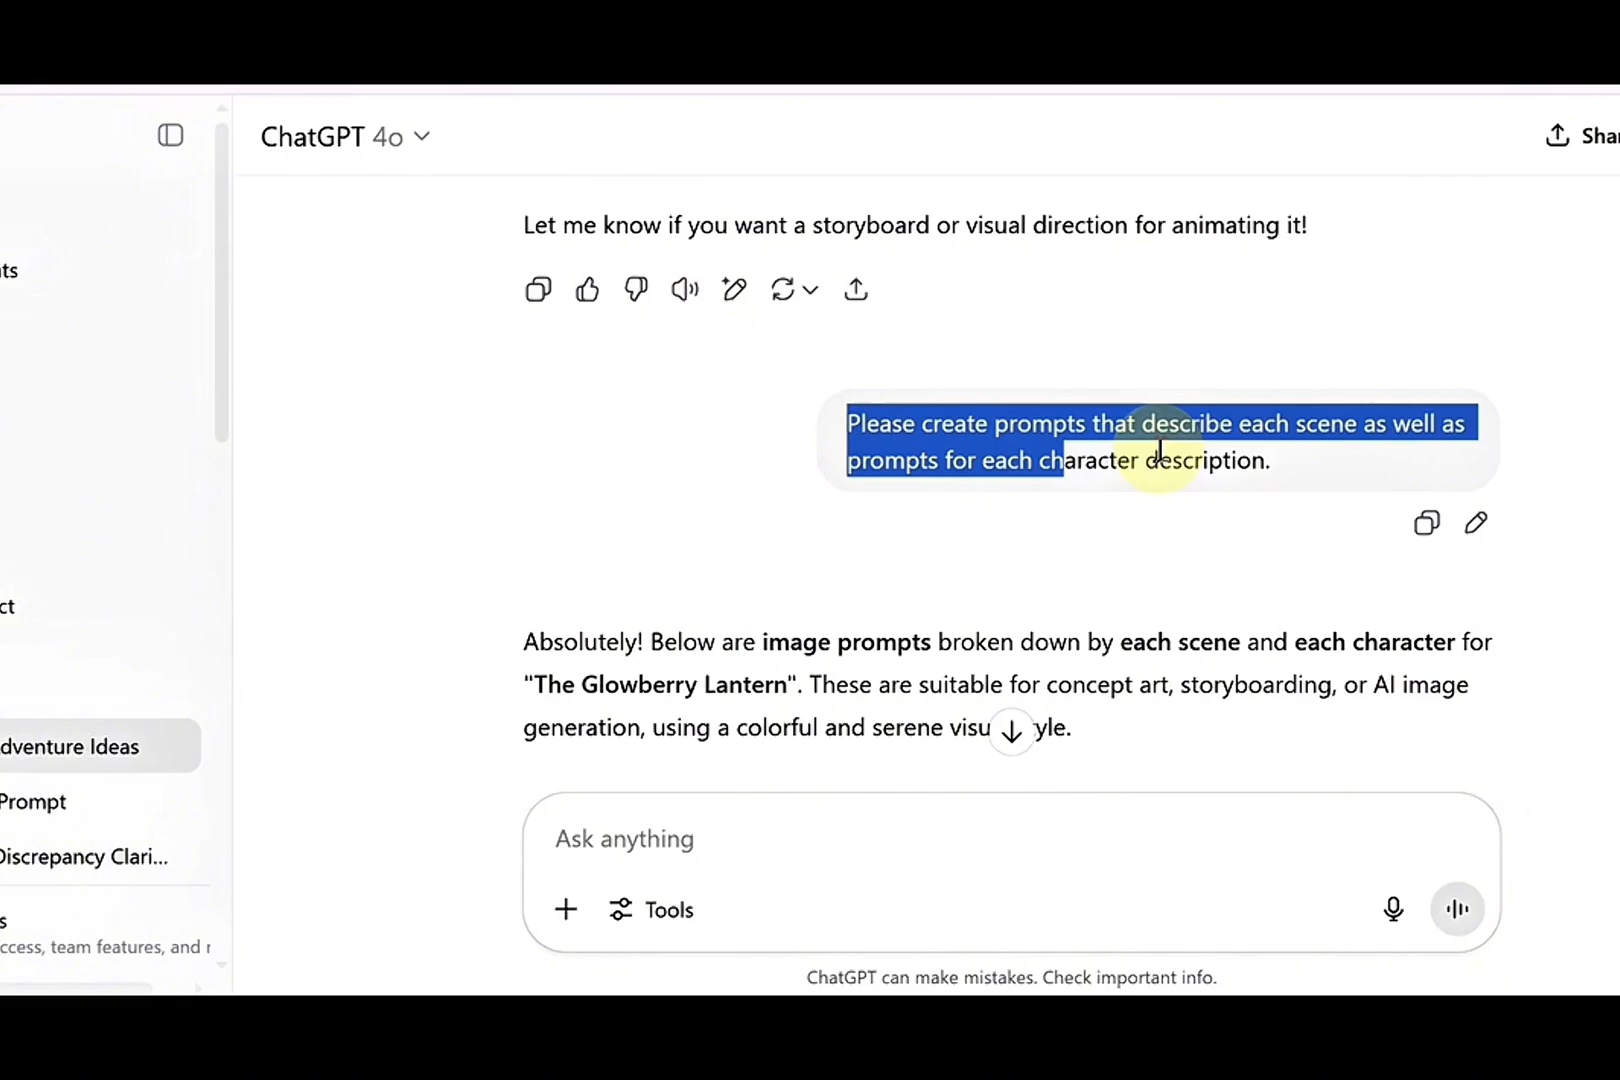 ChatGPT 4o
Shar
Let me know if you want a storyboard or visual direction for animating it!
Please create prompts that describe each scene as well as
prompts for each character description.
Absolutely! Below are image prompts broken down by each scene and each character for
"The Glowberry Lantern". These are suitable for concept art, storyboarding, or AI image
generation, using a colorful and serene visu yle.
Ask anything
Tools
ChatGPT can make mistakes. Check important info.
ts
ct
dventure Ideas
Prompt
Discrepancy Clari...
s
ccess, team features, and r